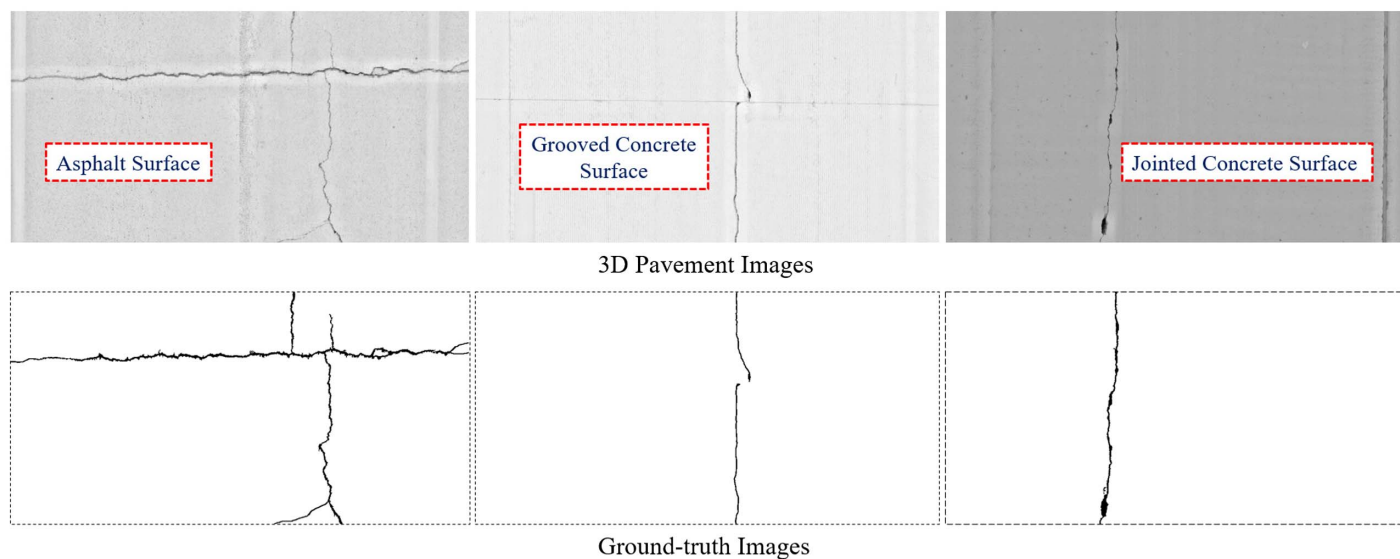 Asphalt Surface
Grooved Concrete
Surface
Jointed Concrete Surface
3D Pavement Images
Ground-truth Images